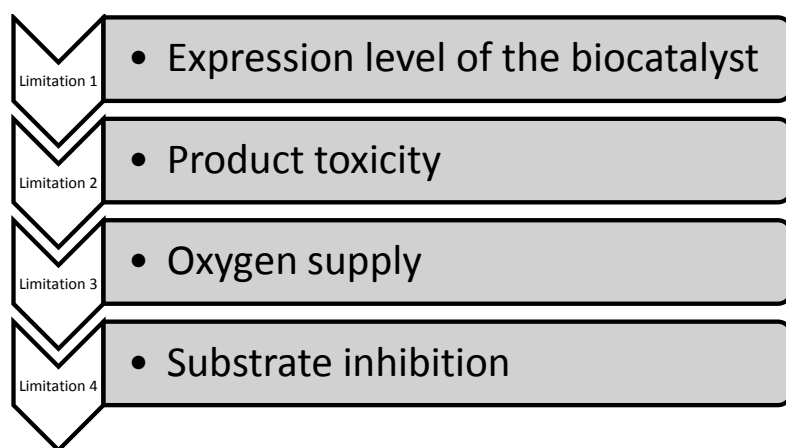 Limitation 1
• Expression level of the biocatalyst
Limitation 2
• Product toxicity
Limitation 3
• Oxygen supply
Limitation 4
• Substrate inhibition